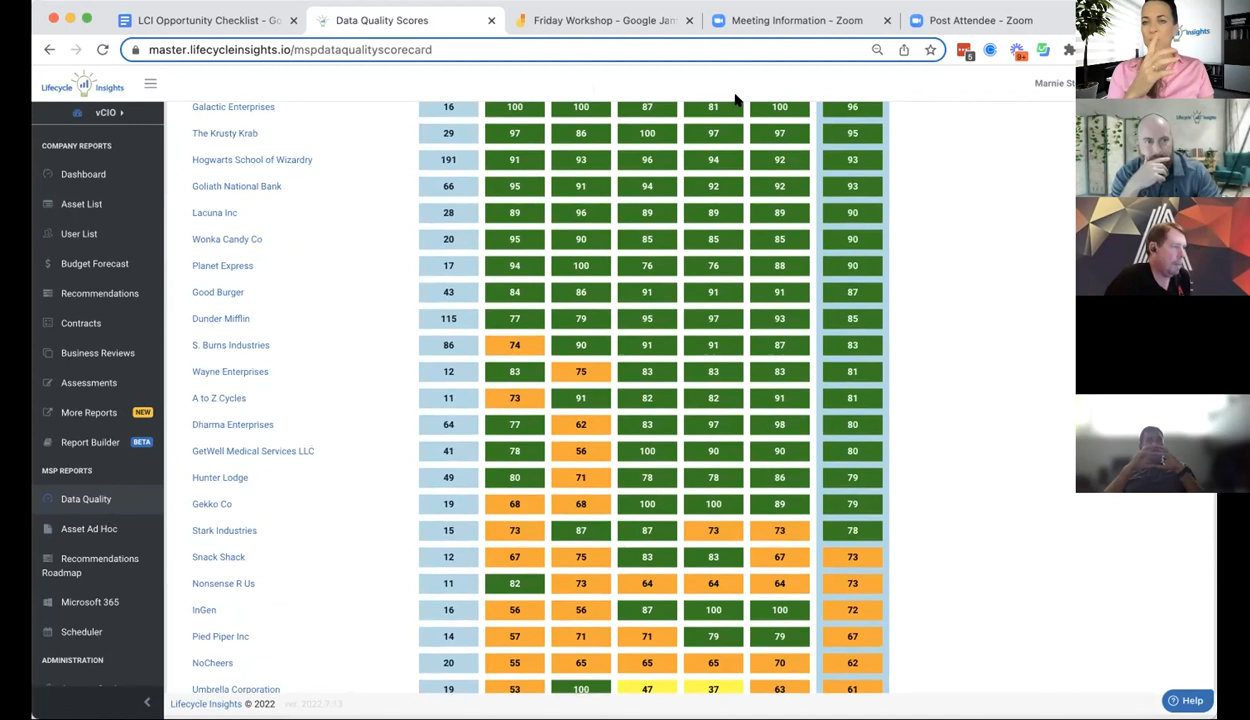 LCI Opportunity Checklist - Go
Data Quality Scores
Friday Workshop - Google Jam
Meeting Information - Zoom
Post Attendee - Zoom
master.lifecycleinsights.io/mspdataqualityscorecard
5
9+
Lifecycle Insights
Marnie St
vCIO
COMPANY REPORTS
Dashboard
Asset List
User List
Budget Forecast
Recommendations
Contracts
Business Reviews
Assessments
More Reports NEW
Report Builder BETA
MSP REPORTS
Data Quality
Asset Ad Hoc
Recommendations
Roadmap
Microsoft 365
Scheduler
ADMINISTRATION
Galactic Enterprises 16 100 100 87 81 100 96
The Krusty Krab 29 97 86 100 97 97 95
Hogwarts School of Wizardry 191 91 93 96 94 92 93
Goliath National Bank 66 95 91 94 92 92 93
Lacuna Inc 28 89 96 89 89 89 90
Wonka Candy Co 20 95 90 85 85 85 90
Planet Express 17 94 100 76 76 88 90
Good Burger 43 84 86 91 91 91 87
Dunder Mifflin 115 77 79 95 97 93 85
S. Burns Industries 86 74 90 91 91 87 83
Wayne Enterprises 12 83 75 83 83 83 81
A to Z Cycles 11 73 91 82 82 91 81
Dharma Enterprises 64 77 62 83 97 98 80
GetWell Medical Services LLC 41 78 56 100 90 90 80
Hunter Lodge 49 80 71 78 78 86 79
Gekko Co 19 68 68 100 100 89 79
Stark Industries 15 73 87 87 73 73 78
Snack Shack 12 67 75 83 83 67 73
Nonsense R Us 11 82 73 64 64 64 73
InGen 16 56 56 87 100 100 72
Pied Piper Inc 14 57 71 71 79 79 67
NoCheers 20 55 65 65 65 70 62
Umbrella Corporation 19 53 100 47 37 63 61
Lifecycle Insights © 2022 ver. 2022.7.13
Help